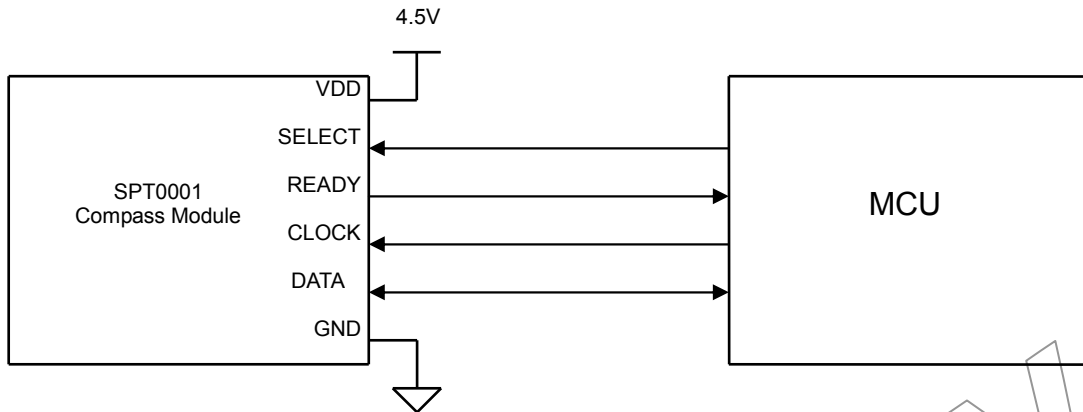 4.5V
VDD
SELECT
READY
CLOCK
DATA
GND
SPT0001
Compass Module
MCU